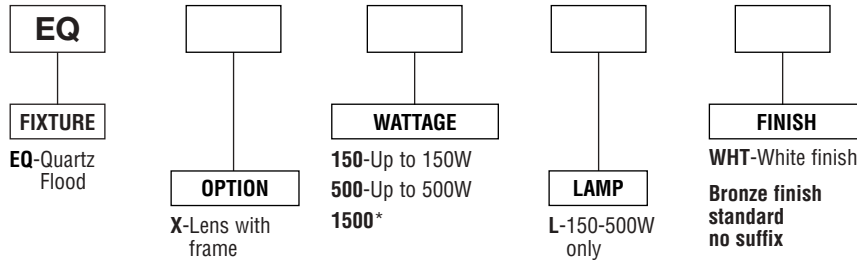 EQ
FIXTURE
EQ-Quartz
Flood
OPTION
X-Lens with
frame
WATTAGE
150-Up to 150W
500-Up to 500W
1500*
LAMP
L-150-500W
only
FINISH
WHT-White finish
Bronze finish
standard
no suffix